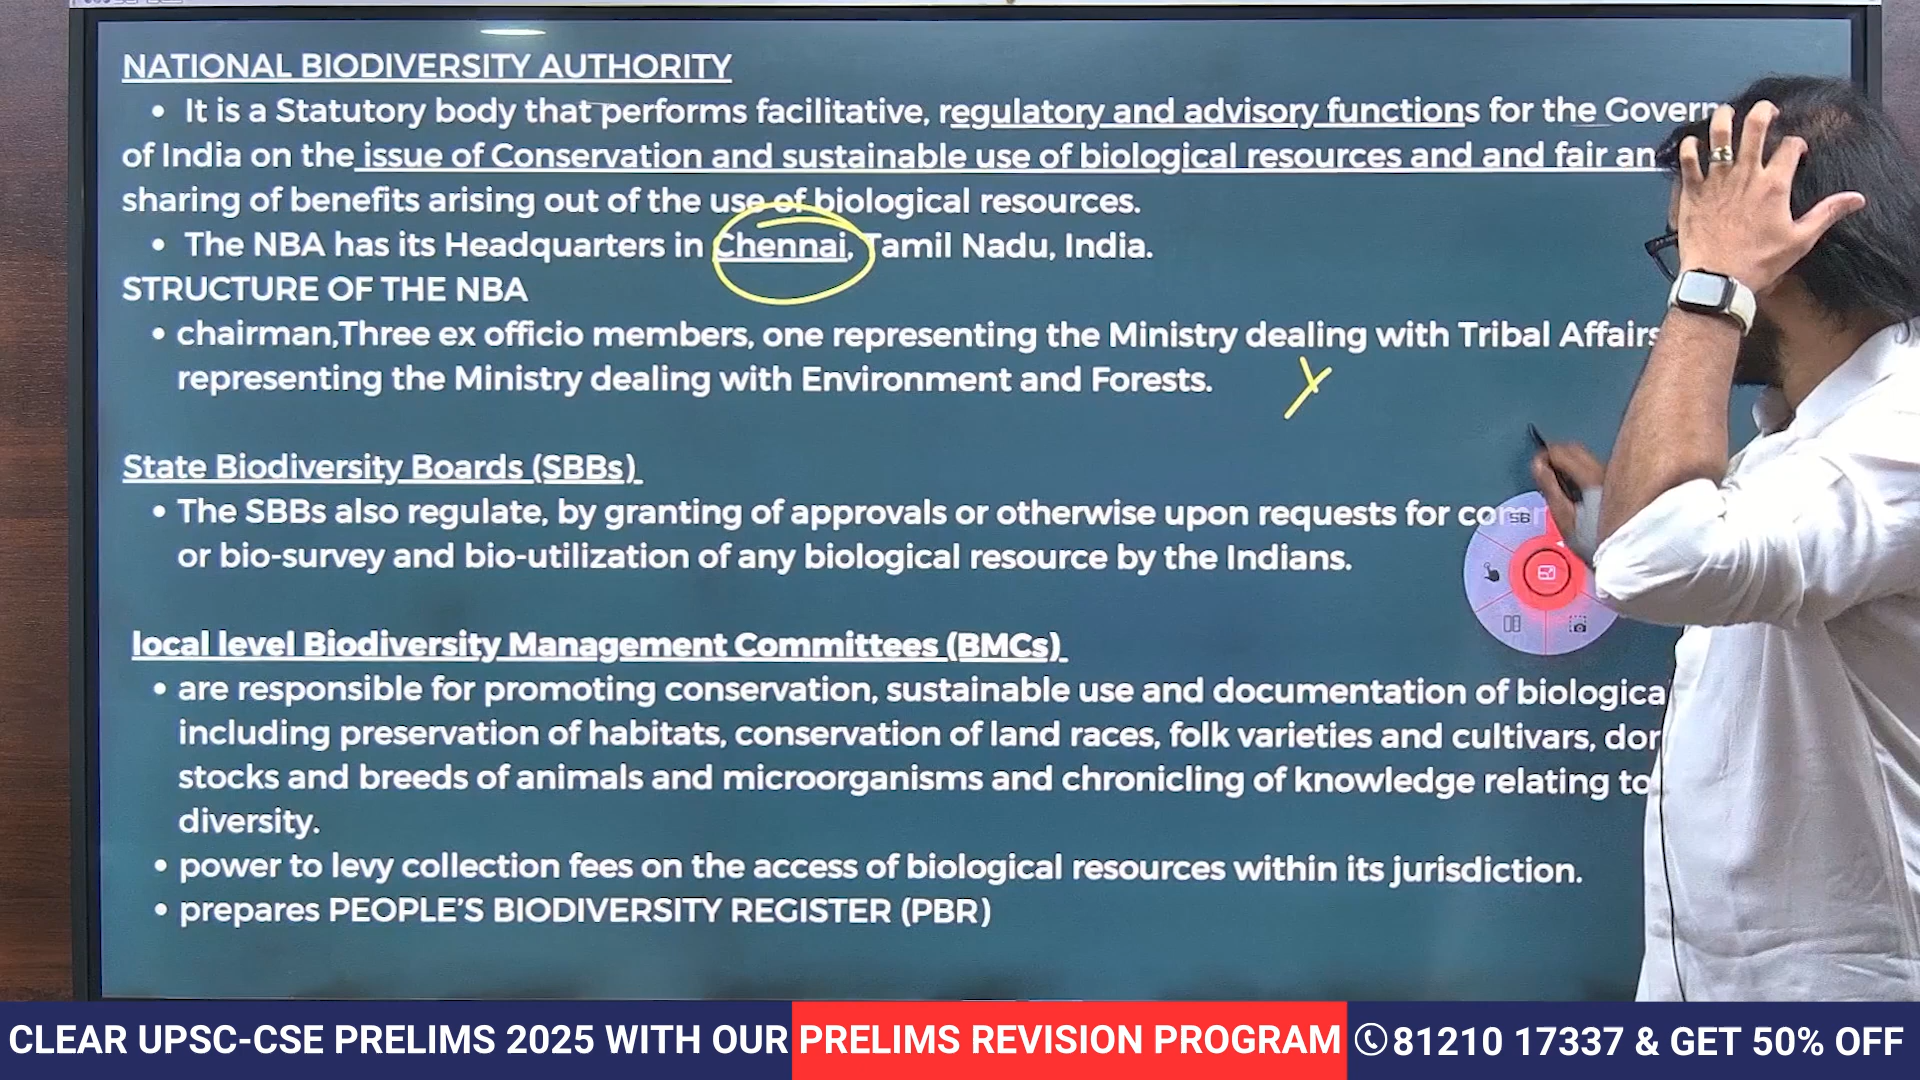 NATIONAL BIODIVERSITY AUTHORITY
• It is a Statutory body that performs facilitative, regulatory and advisory functions for the
of India on the issue of Conservation and sustainable use of biological resources and and fair
sharing of benefits arising out of the use of biological resources.
• The NBA has its Headquarters in Chennai, Tamil Nadu, India.
STRUCTURE OF THE NBA
• chairman,Three ex officio members, one representing the Ministry dealing with Tribal Affairs
representing the Ministry dealing with Environment and Forests.
State Biodiversity Boards (SBBs)
• The SBBs also regulate, by granting of approvals or otherwise upon requests for
or bio-survey and bio-utilization of any biological resource by the Indians.
local level Biodiversity Management Committees (BMCs)
• are responsible for promoting conservation, sustainable use and documentation of
including preservation of habitats, conservation of land races, folk varieties and cultivars,
stocks and breeds of animals and microorganisms and chronicling of knowledge relating to
diversity.
• power to levy collection fees on the access of biological resources within its jurisdiction.
• prepares PEOPLE'S BIODIVERSITY REGISTER (PBR)
CLEAR UPSC-CSE PRELIMS 2025 WITH OUR PRELIMS REVISION PROGRAM 81210 17337 & GET 50% OFF